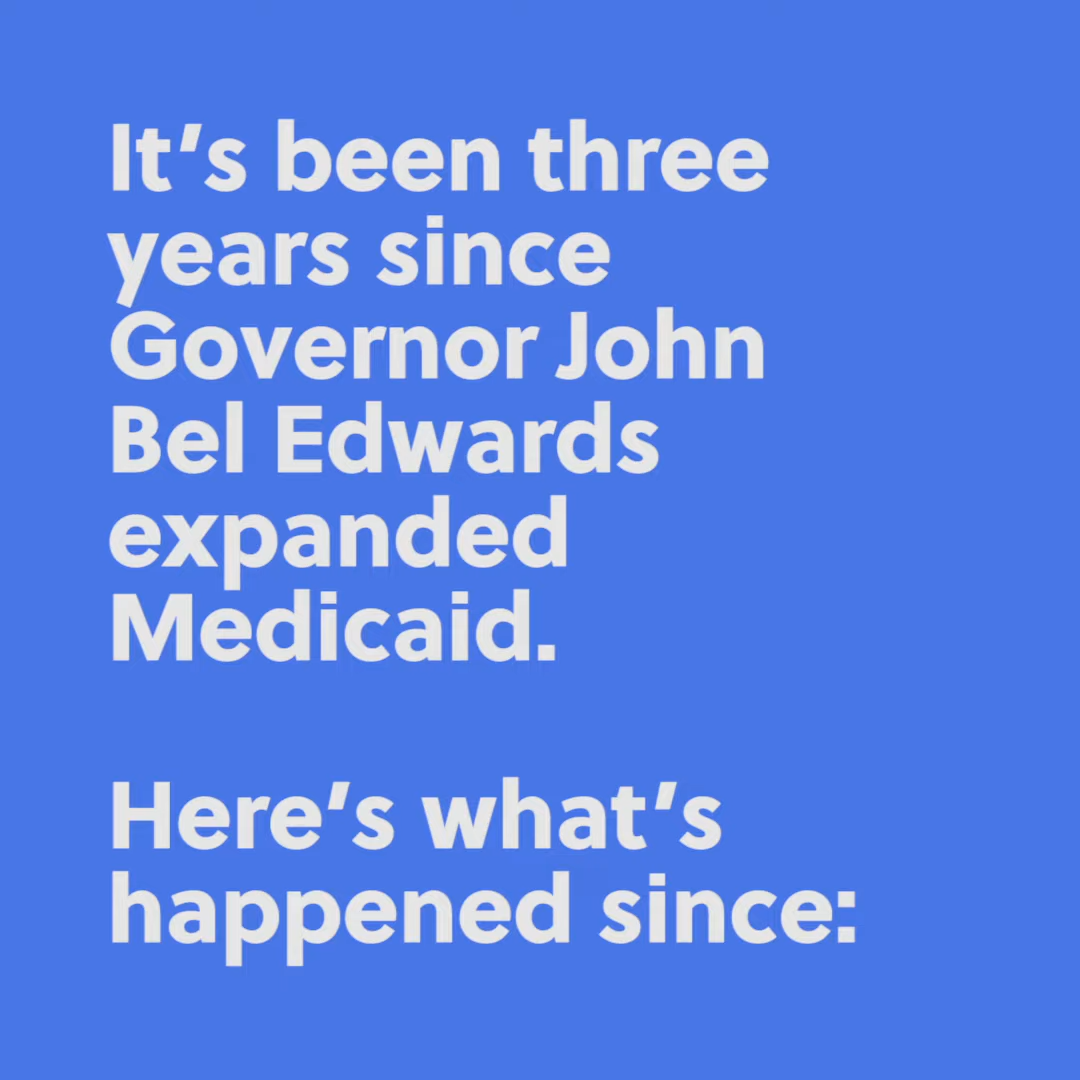 It’s been three
years since
Governor John
Bel Edwards
expanded
Medicaid.
Here’s what’s
happened since: